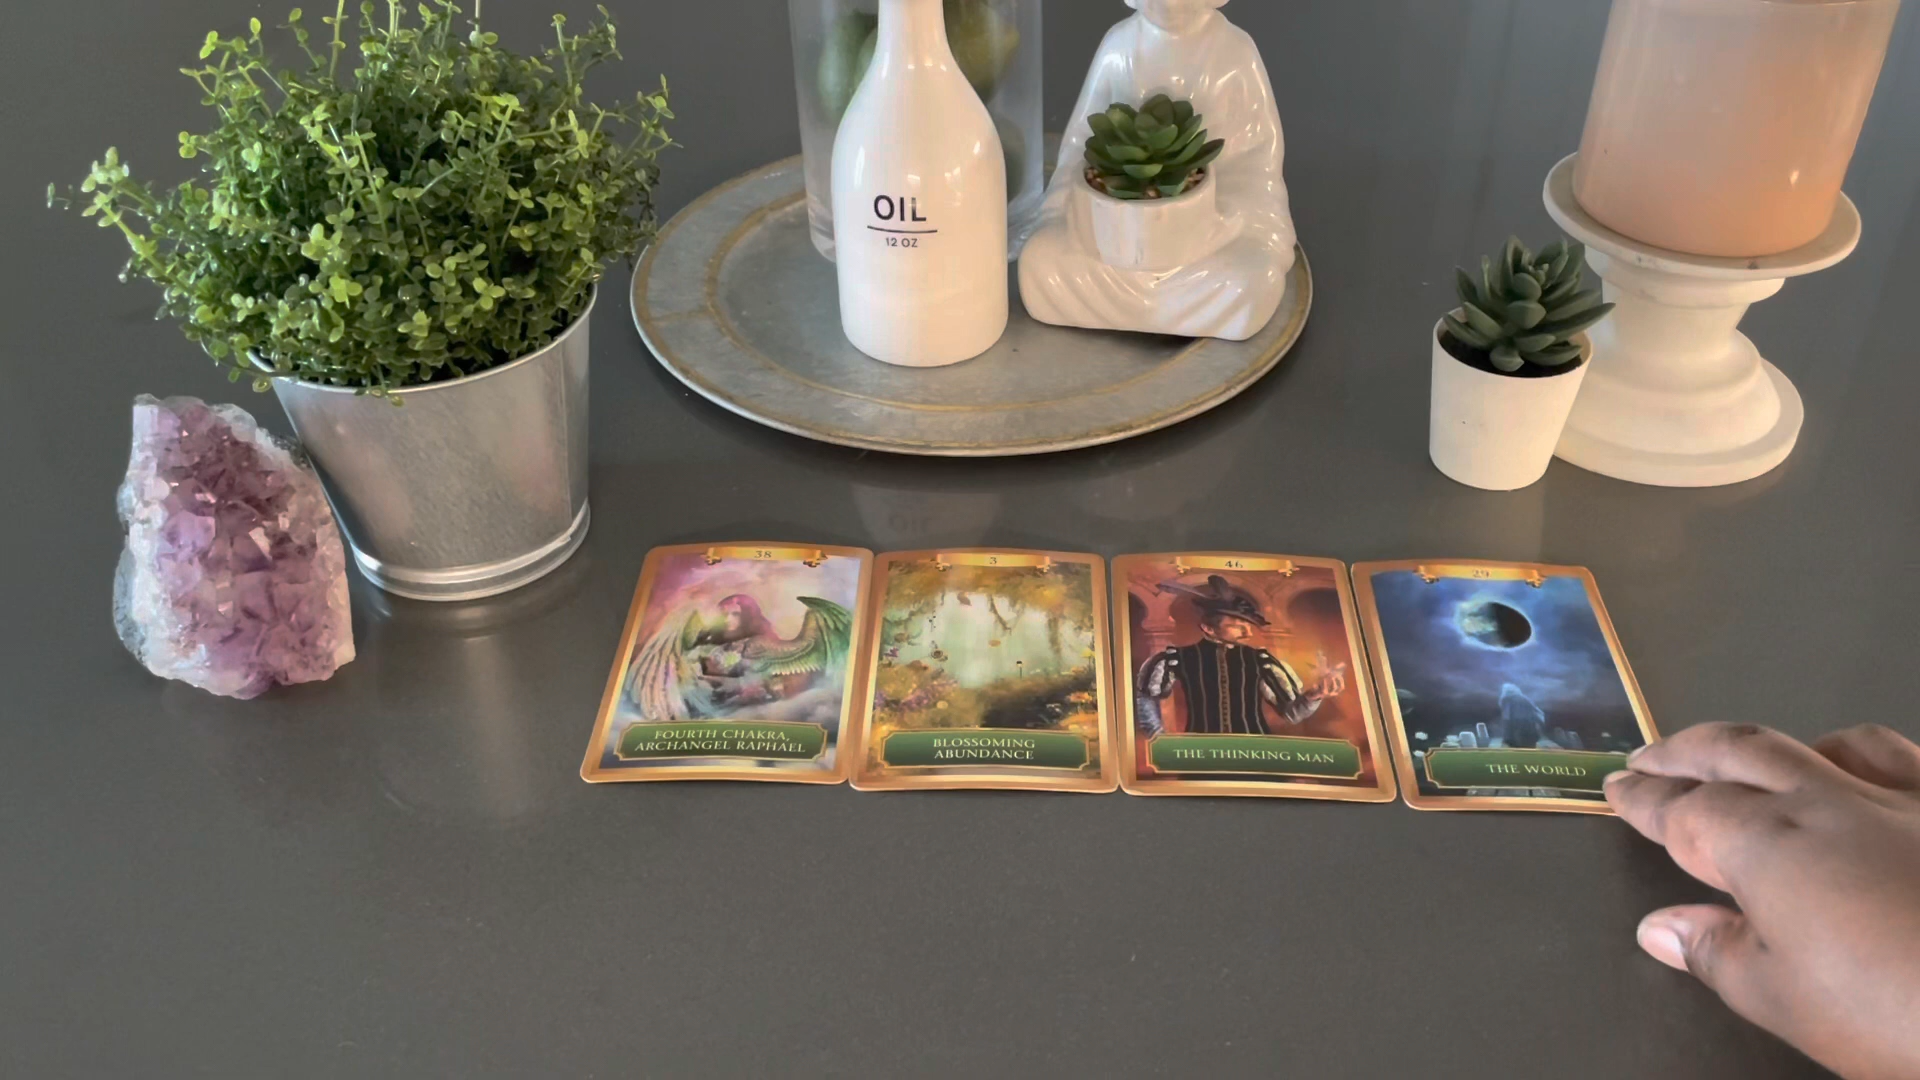 OIL
12 OZ
38
FOURTH CHAKRA,
ARCHANGEL RAPHAEL
3
BLOSSOMING
ABUNDANCE
46
THE THINKING MAN
29
THE WORLD